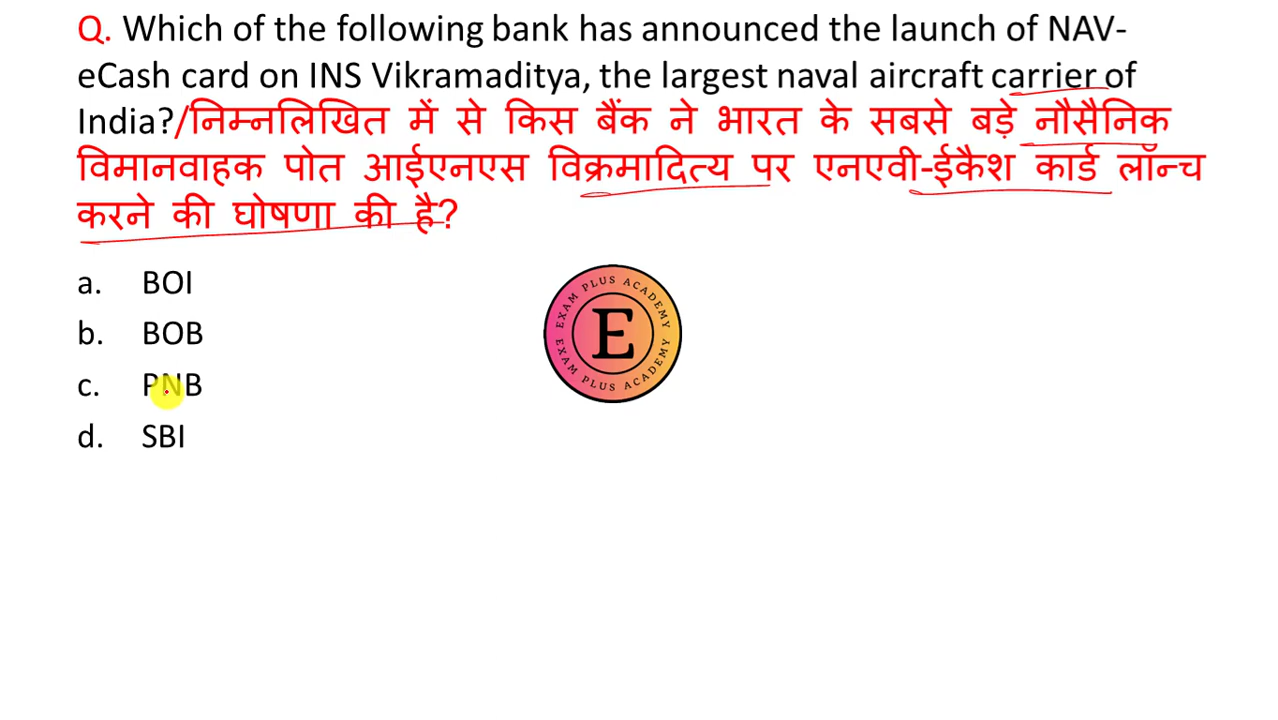 Q. Which of the following bank has announced the launch of NAV-
eCash card on INS Vikramaditya, the largest naval aircraft carrier of
India?/निम्नलिखित में से किस बैंक ने भारत के सबसे बड़े नौसैनिक
विमानवाहक पोत आईएनएस विक्रमादित्य पर एनएवी-ईकैश कार्ड लॉन्च
करने की घोषणा की है?
a. BOI
b. BOB
c. PNB
d. SBI
EXAM PLUS ACADEMY
E
EXAM PLUS ACADEMY